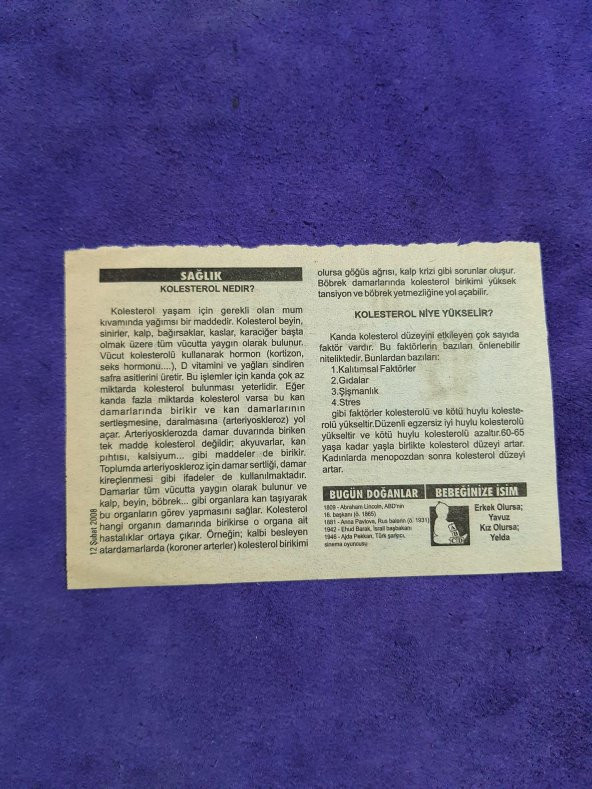 SAĞLIK
KOLESTEROL NEDIR?
Kolesterol yaşam için gerekli olan mum
kıvamında yağımsı bir maddedir. Kolesterol beyin,
sinirler, kalp, bağırsaklar, kaslar, karaciğer başta
olmak üzere tüm vücutta yaygın olarak bulunur.
Vücut kolesterolü kullanarak hormon (kortizon,
seks hormonu....), D vitamini ve yağları sindiren
safra asitlerini üretir. Bu işlemler için kanda çok az
miktarda kolesterol bulunması yeterlidir. Eğer
kanda fazla miktarda kolesterol varsa bu kan
damarlarında birikir ve kan damarlarının
sertleşmesine, daralmasına (arteriyoskleroz) yol
açar. Arteriyosklerozda damar duvarında biriken
tek madde kolesterol değildir; akyuvarlar, kan
pıhtısı, kalsiyum... gibi maddeler de birikir.
Toplumda arteriyoskleroz için damar sertliği, damar
kireçlenmesi gibi ifadeler de kullanılmaktadır.
Damarlar tüm vücutta yaygın olarak bulunur ve
kalp, beyin, böbrek... gibi organlara kan taşıyarak
bu organların görev yapmasını sağlar. Kolesterol
hangi organın damarında birikirse o organa ait
hastalıklar ortaya çıkar. Örneğin; kalbi besleyen
atardamarlarda (koroner arterler) kolesterol birikimi
12 Şubat 2008
olursa göğüs ağrısı, kalp krizi gibi sorunlar oluşur.
Böbrek damarlarında kolesterol birikimi yüksek
tansiyon ve böbrek yetmezliğine yol açabilir.
KOLESTEROL NİYE YÜKSELİR?
Kanda kolesterol düzeyini etkileyen çok sayıda
faktör vardır. Bu faktörlerin bazıları önlenebilir
niteliktedir. Bunlardan bazıları:
1.Kalıtımsal Faktörler
2.Gıdalar
3.Şişmanlık
4.Stres
gibi faktörler kolesterolü ve kötü huylu koleste-
rolü yükseltir.Düzenli egzersiz iyi huylu kolesterolü
yükseltir ve kötü huylu kolesterolü azaltır.60-65
yaşa kadar yaşla birlikte kolesterol düzeyi artar.
Kadınlarda menopozdan sonra kolesterol düzeyi
artar.
BUGÜN DOĞANLAR
1809 - Abraham Lincoln, ABD'nin
16. başkanı (ö. 1865)
1881 - Anna Pavlova, Rus balerin (ö. 1931)
1942 - Ehud Barak, İsrail başbakanı
1946 - Ajda Pekkan, Türk şarkıcı,
sinema oyuncusu
BEBEĞİNİZE İSİM
Erkek Olursa;
Yavuz
Kız Olursa;
Yelda